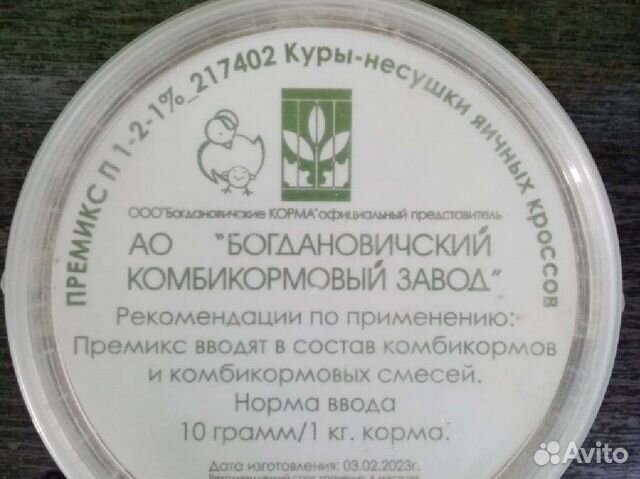 ПРЕМИКС П 1-2-1%_217402 Куры-несушки яичных кроссов
ООО"Богдановичские КОРМА"официальный представитель
АО "БОГДАНОВИЧСКИЙ
КОМБИКОРМОВЫЙ ЗАВОД"
Рекомендации по применению:
Премикс вводят в состав комбикормов
и комбикормовых смесей.
Норма ввода
10 грамм/1 кг. корма.
Дата изготовления: 03.02.2023г.
Avito